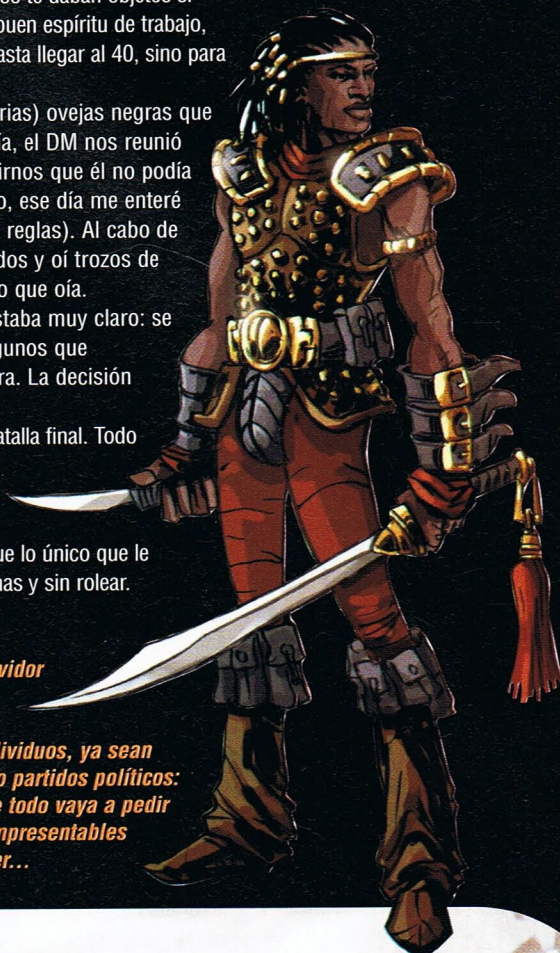 buen espíritu de trabajo,
asta llegar al 40, sino para
rias) ovejas negras que
ía, el DM nos reunió
irnos que él no podía
o, ese día me enteré
reglas). Al cabo de
dos y oí trozos de
o que oía.
staba muy claro: se
gunos que
ra. La decisión
atalla final. Todo
ue lo único que le
nas y sin rolear.
vidor
dividuos, ya sean
o partidos políticos:
e todo vaya a pedir
npresentables
er...